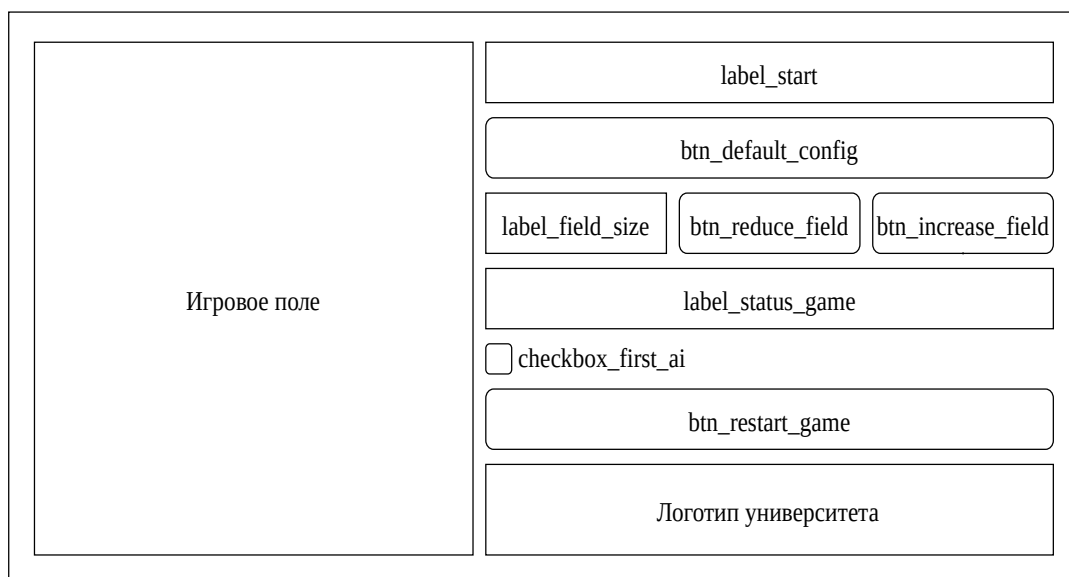 Игровое поле
label_start
btn_default_config
label_field_size
btn_reduce_field
btn_increase_field
label_status_game
checkbox_first_ai
btn_restart_game
Логотип университета